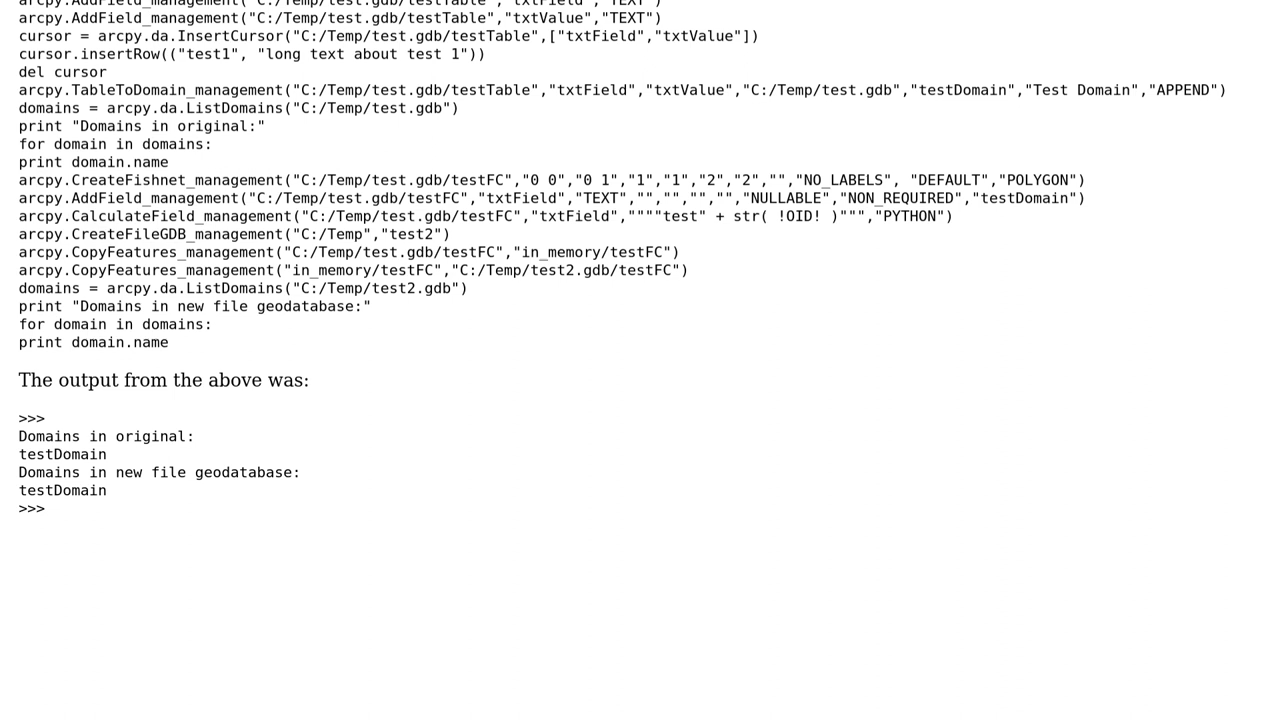 arcpy.AddField_management("C:/Temp/test.gdb/testTable","txtField","TEXT")
arcpy.AddField_management("C:/Temp/test.gdb/testTable","txtValue","TEXT")
cursor = arcpy.da.InsertCursor("C:/Temp/test.gdb/testTable",["txtField","txtValue"])
cursor.insertRow(("test1", "long text about test 1"))
del cursor
arcpy.TableToDomain_management("C:/Temp/test.gdb/testTable","txtField","txtValue","C:/Temp/test.gdb","testDomain","Test Domain","APPEND")
domains = arcpy.da.ListDomains("C:/Temp/test.gdb")
print "Domains in original:"
for domain in domains:
print domain.name
arcpy.CreateFishnet_management("C:/Temp/test.gdb/testFC","0 0","0 1","1","1","2","2","","NO_LABELS", "DEFAULT","POLYGON")
arcpy.AddField_management("C:/Temp/test.gdb/testFC","txtField","TEXT","","","","","NULLABLE","NON_REQUIRED","testDomain")
arcpy.CalculateField_management("C:/Temp/test.gdb/testFC","txtField",""""test" + str( !OID! )""","PYTHON")
arcpy.CreateFileGDB_management("C:/Temp","test2")
arcpy.CopyFeatures_management("C:/Temp/test.gdb/testFC","in_memory/testFC")
arcpy.CopyFeatures_management("in_memory/testFC","C:/Temp/test2.gdb/testFC")
domains = arcpy.da.ListDomains("C:/Temp/test2.gdb")
print "Domains in new file geodatabase:"
for domain in domains:
print domain.name
The output from the above was:
>>>
Domains in original:
testDomain
Domains in new file geodatabase:
testDomain
>>>